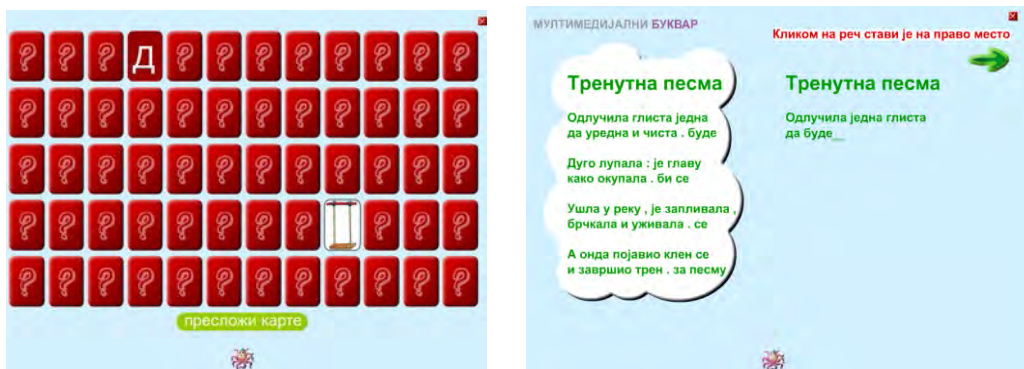 Д
пресложи карте
МУЛТИМЕДИЈАЛНИ БУКВАР
Кликом на реч стави је на право место
Тренутна песма
Одлучила глиста једна
да уредна и чиста . буде
Дуго лупала : је главу
како окупала . би се
Ушла у реку , је запливала ,
брчкала и уживала . се
А онда појавио клен се
и завршио трен . за песму
Тренутна песма
Одлучила једна глиста
да буде__